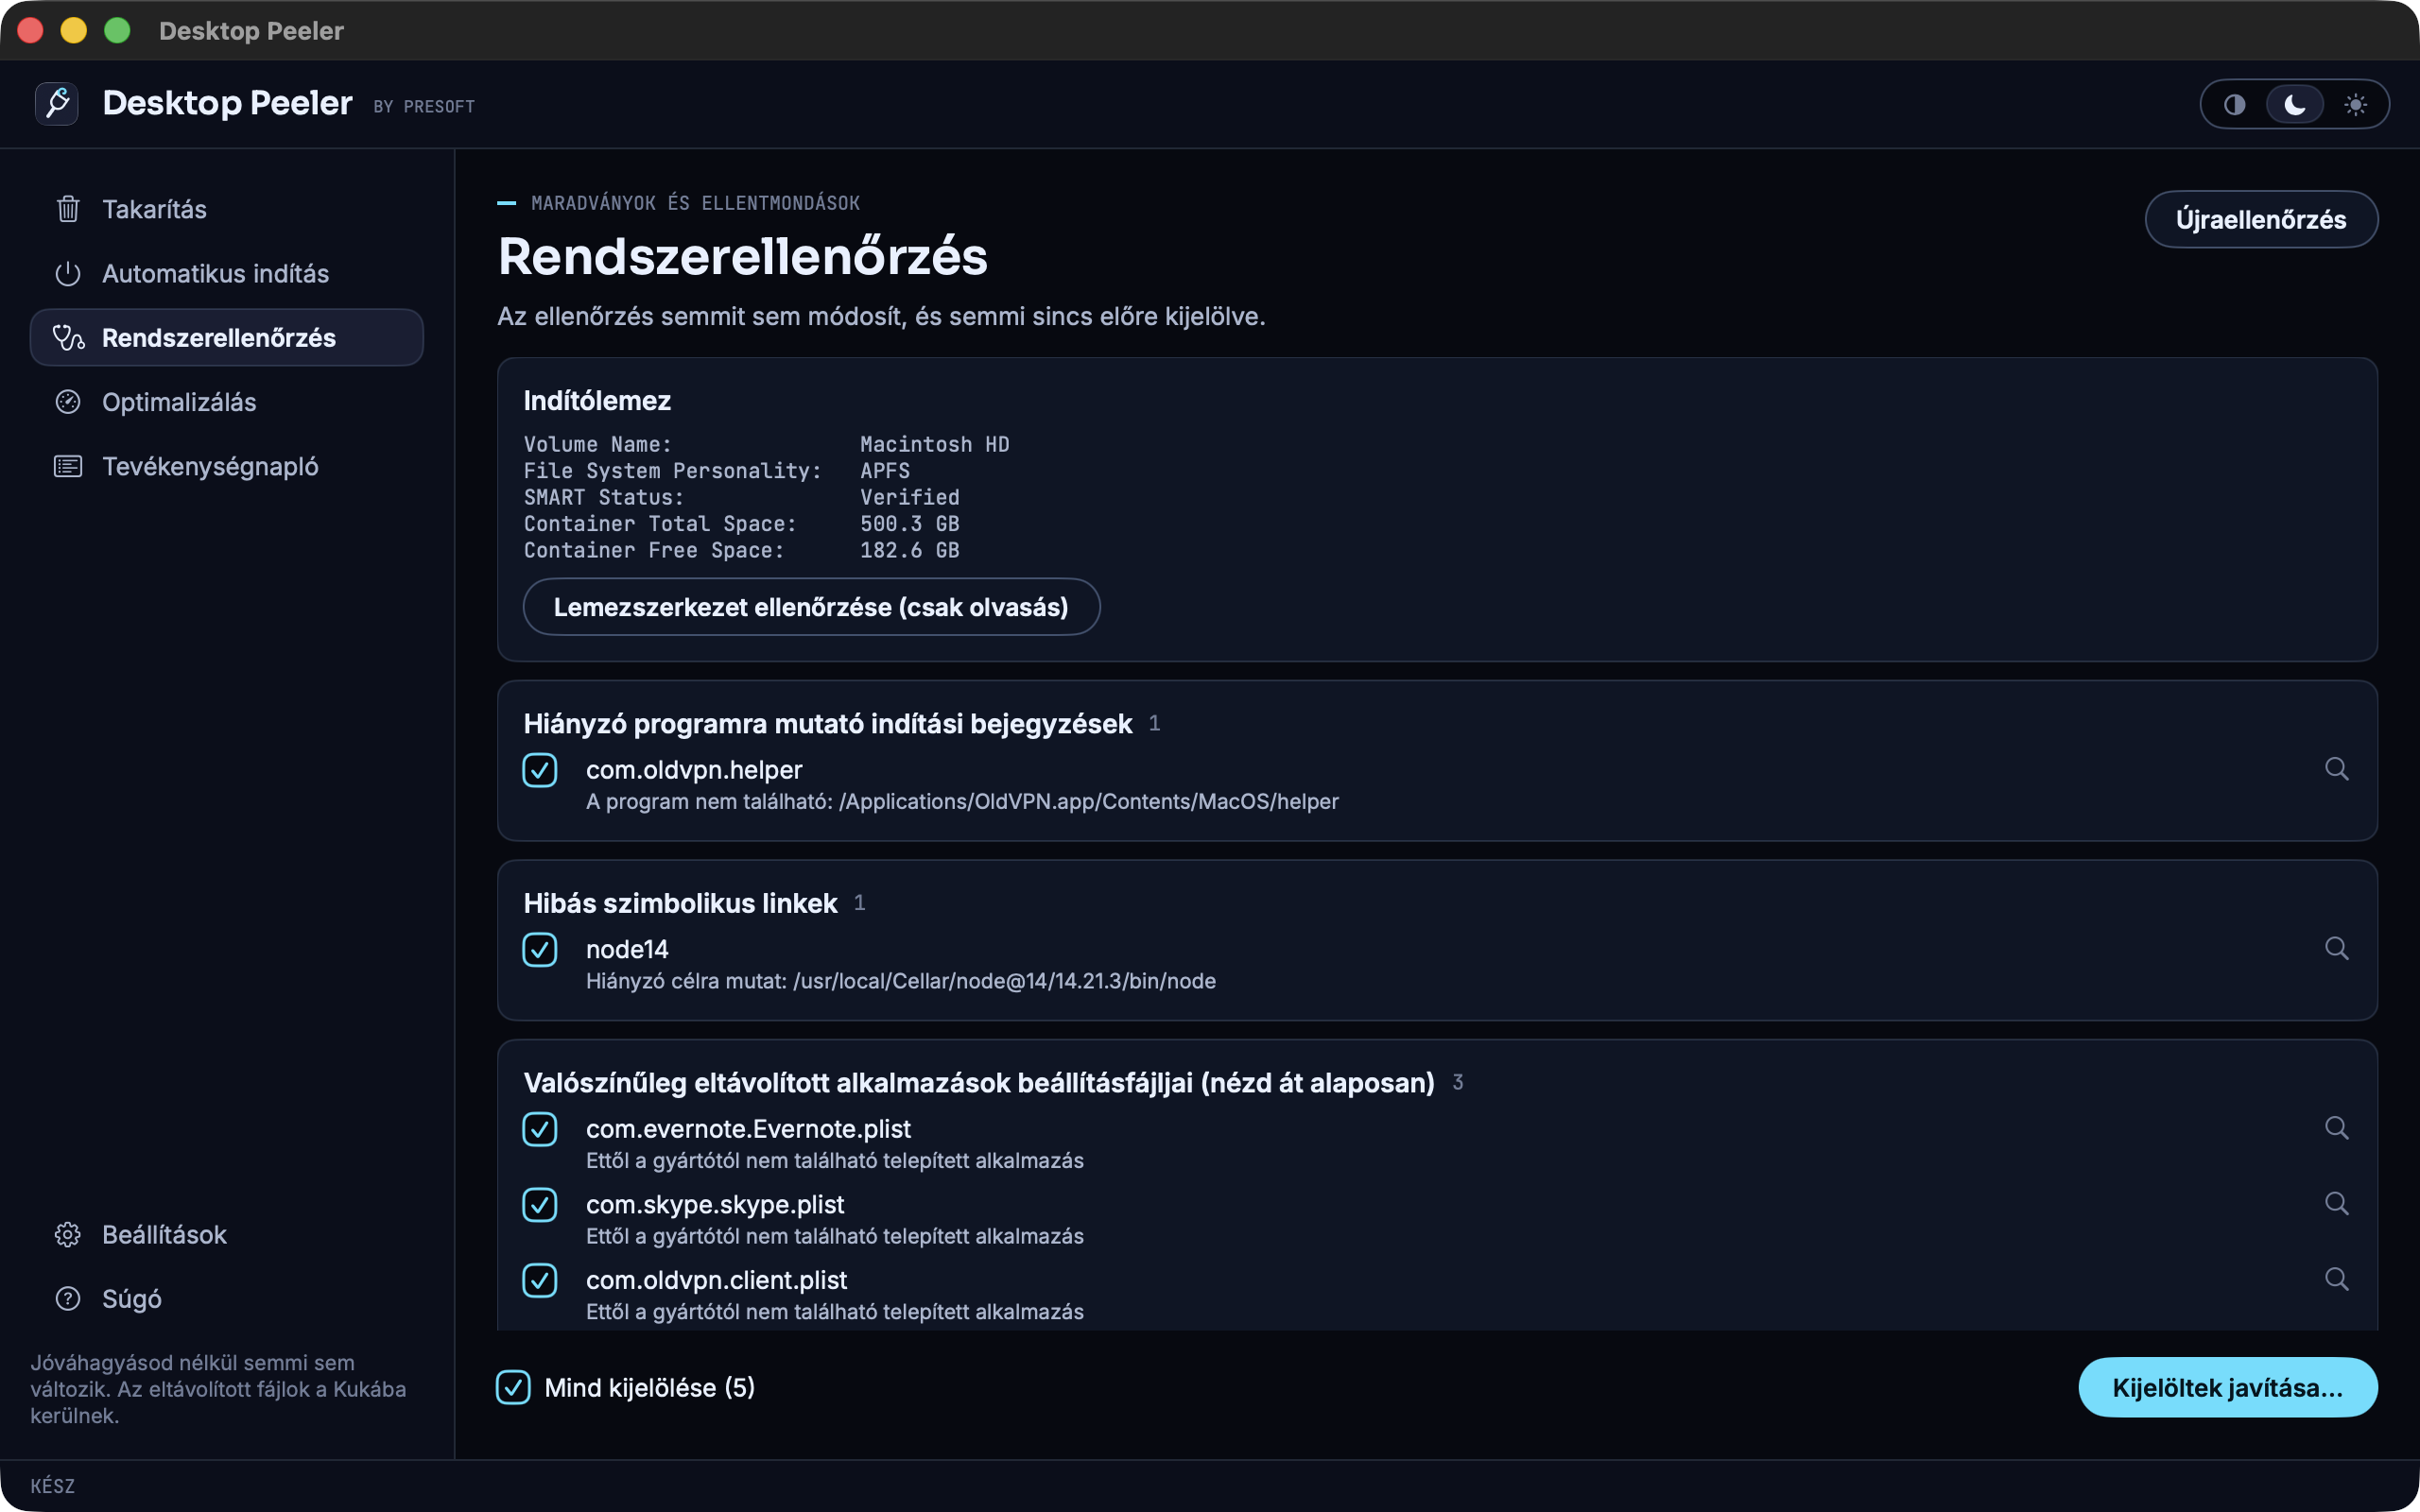 Desktop Peeler
Desktop Peeler BY PRESOFT
Takarítás
Automatikus indítás
Rendszerellenőrzés
Optimalizálás
Tevékenységnapló
Beállítások
Súgó
Jóváhagyásod nélkül semmi sem
változik. Az eltávolított fájlok a Kukába
kerülnek.
MARADVÁNYOK ÉS ELLENTMONDÁSOK
Rendszerellenőrzés
Az ellenőrzés semmit sem módosít, és semmi sincs előre kijelölve.
Újraellenőrzés
Indítólemez
Volume Name: Macintosh HD
File System Personality: APFS
SMART Status: Verified
Container Total Space: 500.3 GB
Container Free Space: 182.6 GB
Lemezszerkezet ellenőrzése (csak olvasás)
Hiányzó programra mutató indítási bejegyzések 1
com.oldvpn.helper
A program nem található: /Applications/OldVPN.app/Contents/MacOS/helper
Hibás szimbolikus linkek 1
node14
Hiányzó célra mutat: /usr/local/Cellar/node@14/14.21.3/bin/node
Valószínűleg eltávolított alkalmazások beállításfájljai (nézd át alaposan) 3
com.evernote.Evernote.plist
Ettől a gyártótól nem található telepített alkalmazás
com.skype.skype.plist
Ettől a gyártótól nem található telepített alkalmazás
com.oldvpn.client.plist
Ettől a gyártótól nem található telepített alkalmazás
Mind kijelölése (5)
Kijelöltek javítása...
KÉSZ